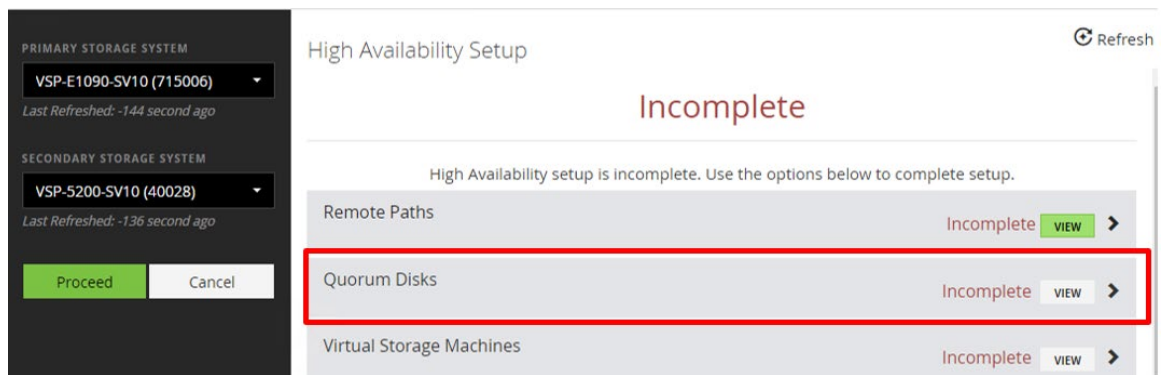 PRIMARY STORAGE SYSTEM
VSP-E1090-SV10 (715006)
Last Refreshed: -144 second ago
SECONDARY STORAGE SYSTEM
VSP-5200-SV10 (40028)
Last Refreshed: -136 second ago
Proceed
Cancel
High Availability Setup
Refresh
Incomplete
High Availability setup is incomplete. Use the options below to complete setup.
Remote Paths
Incomplete VIEW
Quorum Disks
Incomplete VIEW
Virtual Storage Machines
Incomplete VIEW